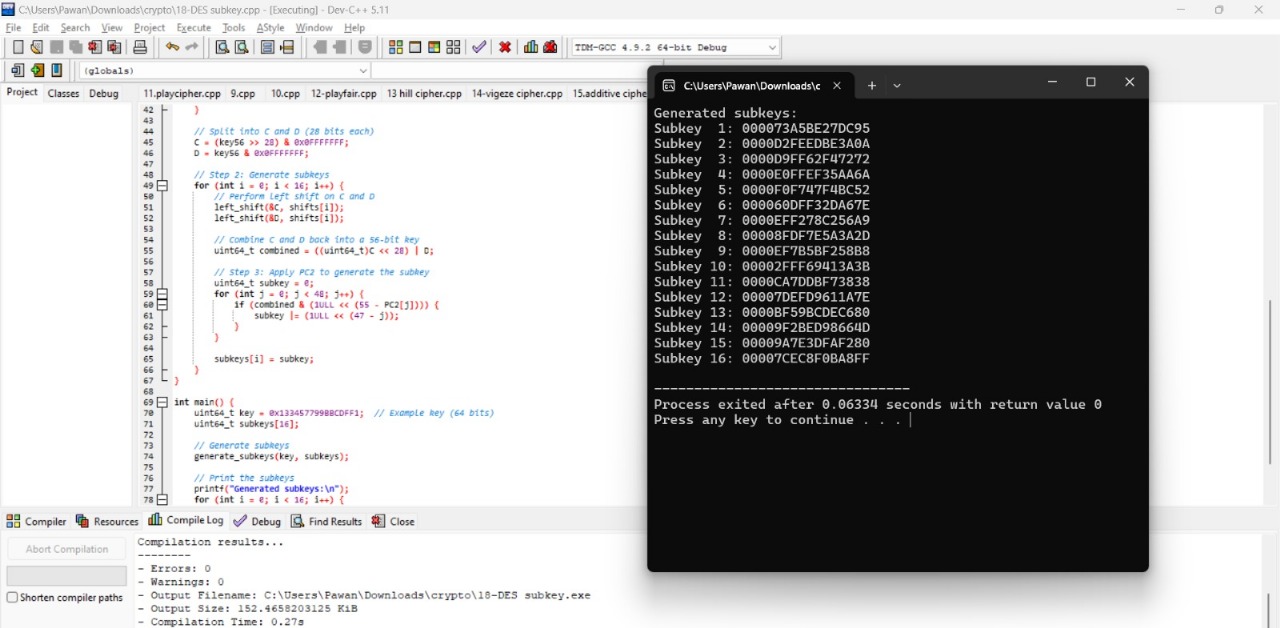 C:\Users\Pawan\Downloads\crypto\18-DES subkey.cpp - [Executing] - Dev-C++ 5.11
File Edit Search View Project Execute Tools AStyle Window Help
TDM-GCC 4.9.2 64-bit Debug
(globals)
Project Classes Debug
11.playcipher.cpp 9.cpp 10.cpp 12-playfair.cpp 13 hill cipher.cpp 14-vigeze cipher.cpp 15.additive ciphe
42 }
43
44 // Split into C and D (28 bits each)
45 C = (key56 >> 28) & 0x0FFFFFFF;
46 D = key56 & 0x0FFFFFFF;
47
48 // Step 2: Generate subkeys
49 for (int i = 0; i < 16; i++) {
50 // Perform left shift on C and D
51 left_shift(&C, shifts[i]);
52 left_shift(&D, shifts[i]);
53
54 // Combine C and D back into a 56-bit key
55 uint64_t combined = ((uint64_t)C << 28) | D;
56
57 // Step 3: Apply PC2 to generate the subkey
58 uint64_t subkey = 0;
59 for (int j = 0; j < 48; j++) {
60 if (combined & (1ULL << (55 - PC2[j]))) {
61 subkey |= (1ULL << (47 - j));
62 }
63 }
64
65 subkeys[i] = subkey;
66 }
67 }
68
69 int main() {
70 uint64_t key = 0x133457799BBCDFF1; // Example key (64 bits)
71 uint64_t subkeys[16];
72
73 // Generate subkeys
74 generate_subkeys(key, subkeys);
75
76 // Print the subkeys
77 printf("Generated subkeys:\n");
78 for (int i = 0; i < 16; i++) {
C:\Users\Pawan\Downloads\c
Generated subkeys:
Subkey 1: 000073A5BE27DC95
Subkey 2: 0000D2FEEDBE3A0A
Subkey 3: 0000D9FF62F47272
Subkey 4: 0000E0FFEF35AA6A
Subkey 5: 0000F0F747F4BC52
Subkey 6: 000060DFF32DA67E
Subkey 7: 0000EFF278C256A9
Subkey 8: 00008FDF7E5A3A2D
Subkey 9: 0000EF7B5BF258B8
Subkey 10: 00002FFF69413A3B
Subkey 11: 0000CA7DDBF73838
Subkey 12: 00007DEFD9611A7E
Subkey 13: 0000BF59BCDEC680
Subkey 14: 00009F2BED98664D
Subkey 15: 00009A7E3DFAF280
Subkey 16: 00007CEC8F0BA8FF
--------------------------------
Process exited after 0.06334 seconds with return value 0
Press any key to continue . . .
Compiler Resources Compile Log Debug Find Results Close
Abort Compilation
Shorten compiler paths
Compilation results...
--------
- Errors: 0
- Warnings: 0
- Output Filename: C:\Users\Pawan\Downloads\crypto\18-DES subkey.exe
- Output Size: 152.4658203125 KiB
- Compilation Time: 0.27s